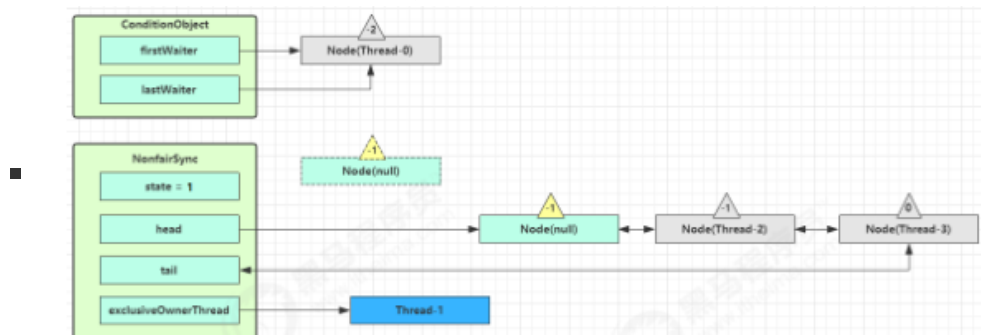 ConditionObject
-2
firstWaiter
Node(Thread-0)
lastWaiter
NonfairSync
-1
Node(null)
state = 1
-1
-1
0
head
Node(null)
Node(Thread-2)
Node(Thread-3)
tail
exclusiveOwnerThread
Thread-1